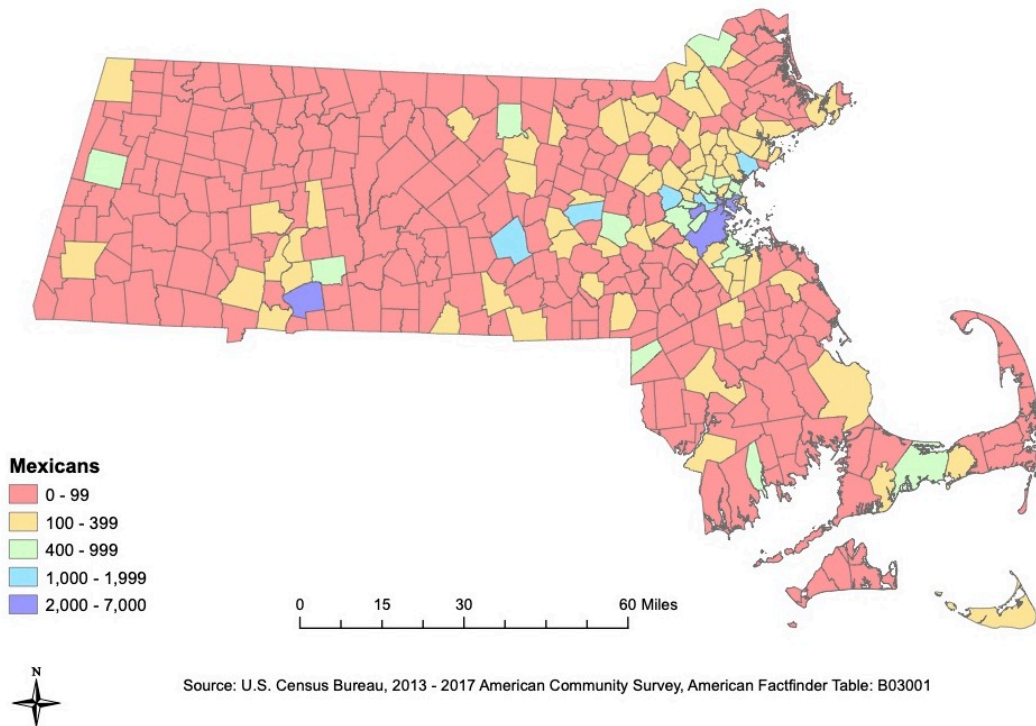 Mexicans
0 - 99
100 - 399
400 - 999
1,000 - 1,999
2,000 - 7,000
0 15 30 60 Miles
N
Source: U.S. Census Bureau, 2013 - 2017 American Community Survey, American Factfinder Table: B03001